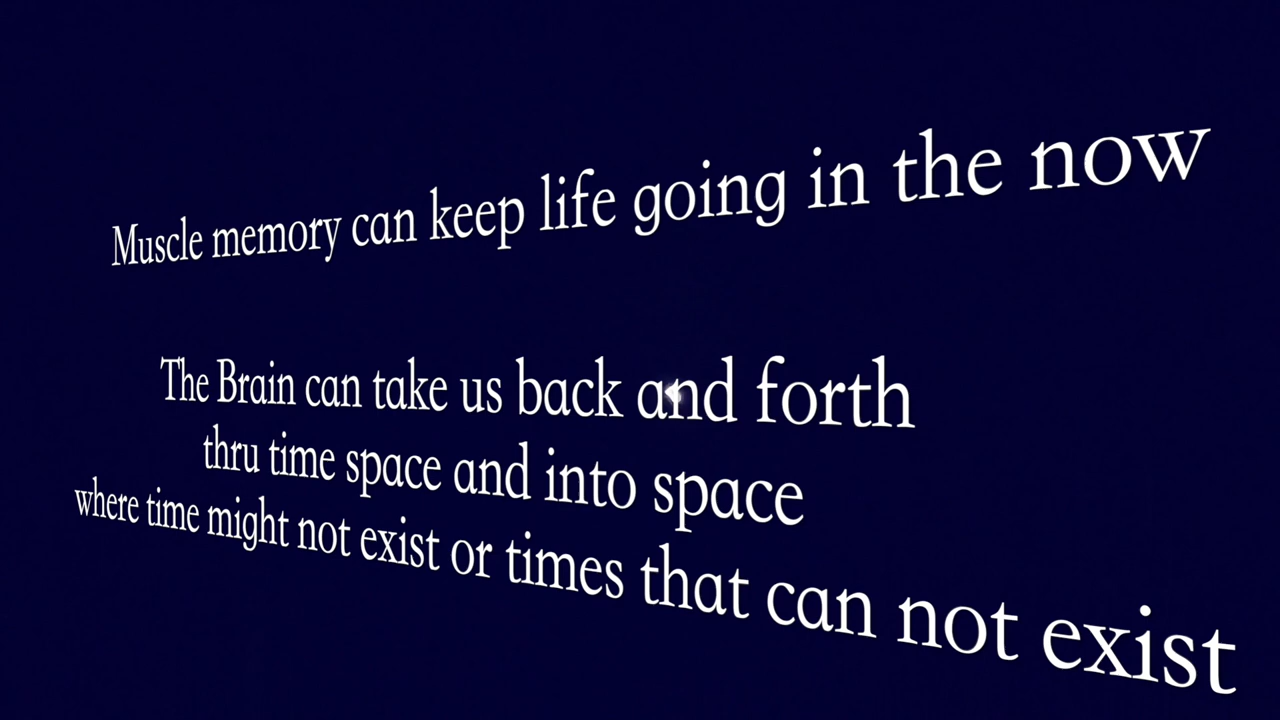 Muscle memory can keep life going in the now
The Brain can take us back and forth
thru time space and into space
where time might not exist or times that can not exist